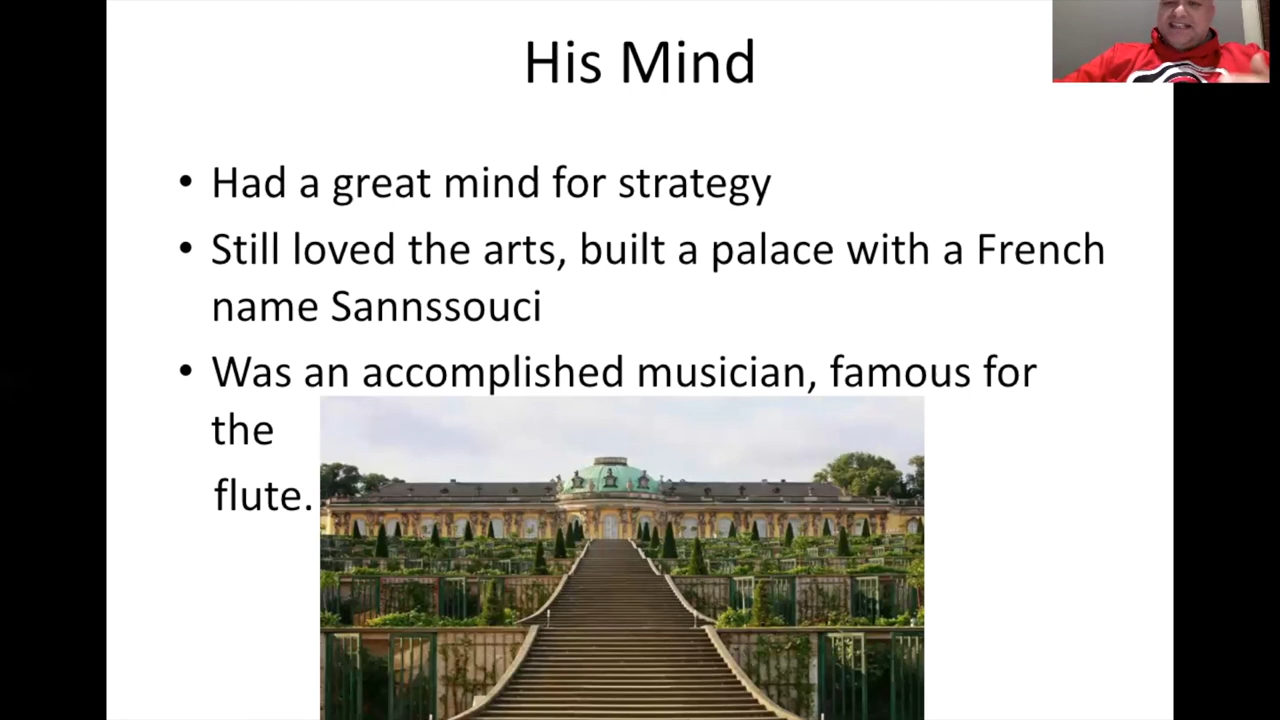 His Mind
• Had a great mind for strategy
• Still loved the arts, built a palace with a French
name Sannssouci
• Was an accomplished musician, famous for
the
flute.